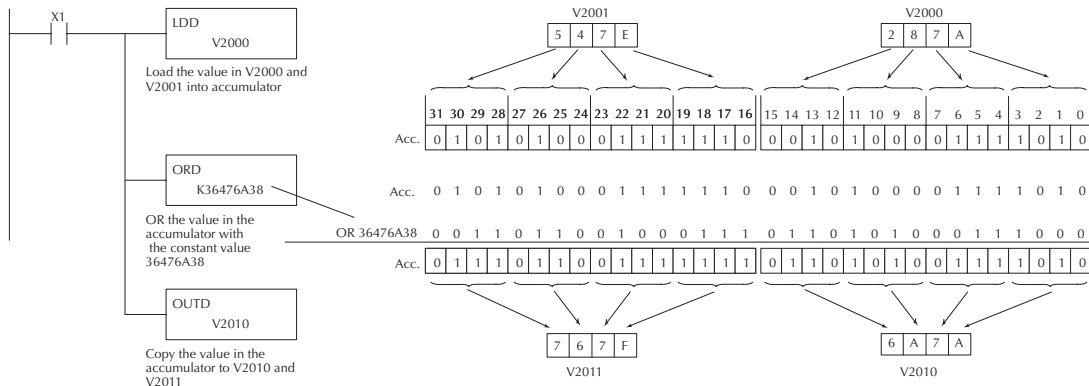 X1
LDD
V2000
Load the value in V2000 and
V2001 into accumulator
ORD
K36476A38
OR the value in the
accumulator with
the constant value
36476A38
OUTD
V2010
Copy the value in the
accumulator to V2010 and
V2011
V2001
5 4 7 E
V2000
2 8 7 A
31 30 29 28 27 26 25 24 23 22 21 20 19 18 17 16 15 14 13 12 11 10 9 8 7 6 5 4 3 2 1 0
Acc. 0 1 0 1 0 1 0 0 0 1 1 1 1 1 1 0 0 0 1 0 1 0 0 0 0 1 1 1 1 0 1 0
Acc. 0 1 0 1 0 1 0 0 0 1 1 1 1 1 1 0 0 0 1 0 1 0 0 0 0 1 1 1 1 0 1 0
OR 36476A38 0 0 1 1 0 1 1 0 0 1 0 0 0 1 1 1 0 1 1 0 1 0 1 0 0 0 1 1 1 0 0 0
Acc. 0 1 1 1 0 1 1 0 0 1 1 1 1 1 1 1 0 1 1 0 1 0 1 0 0 1 1 1 1 0 1 0
7 6 7 F
V2011
6 A 7 A
V2010